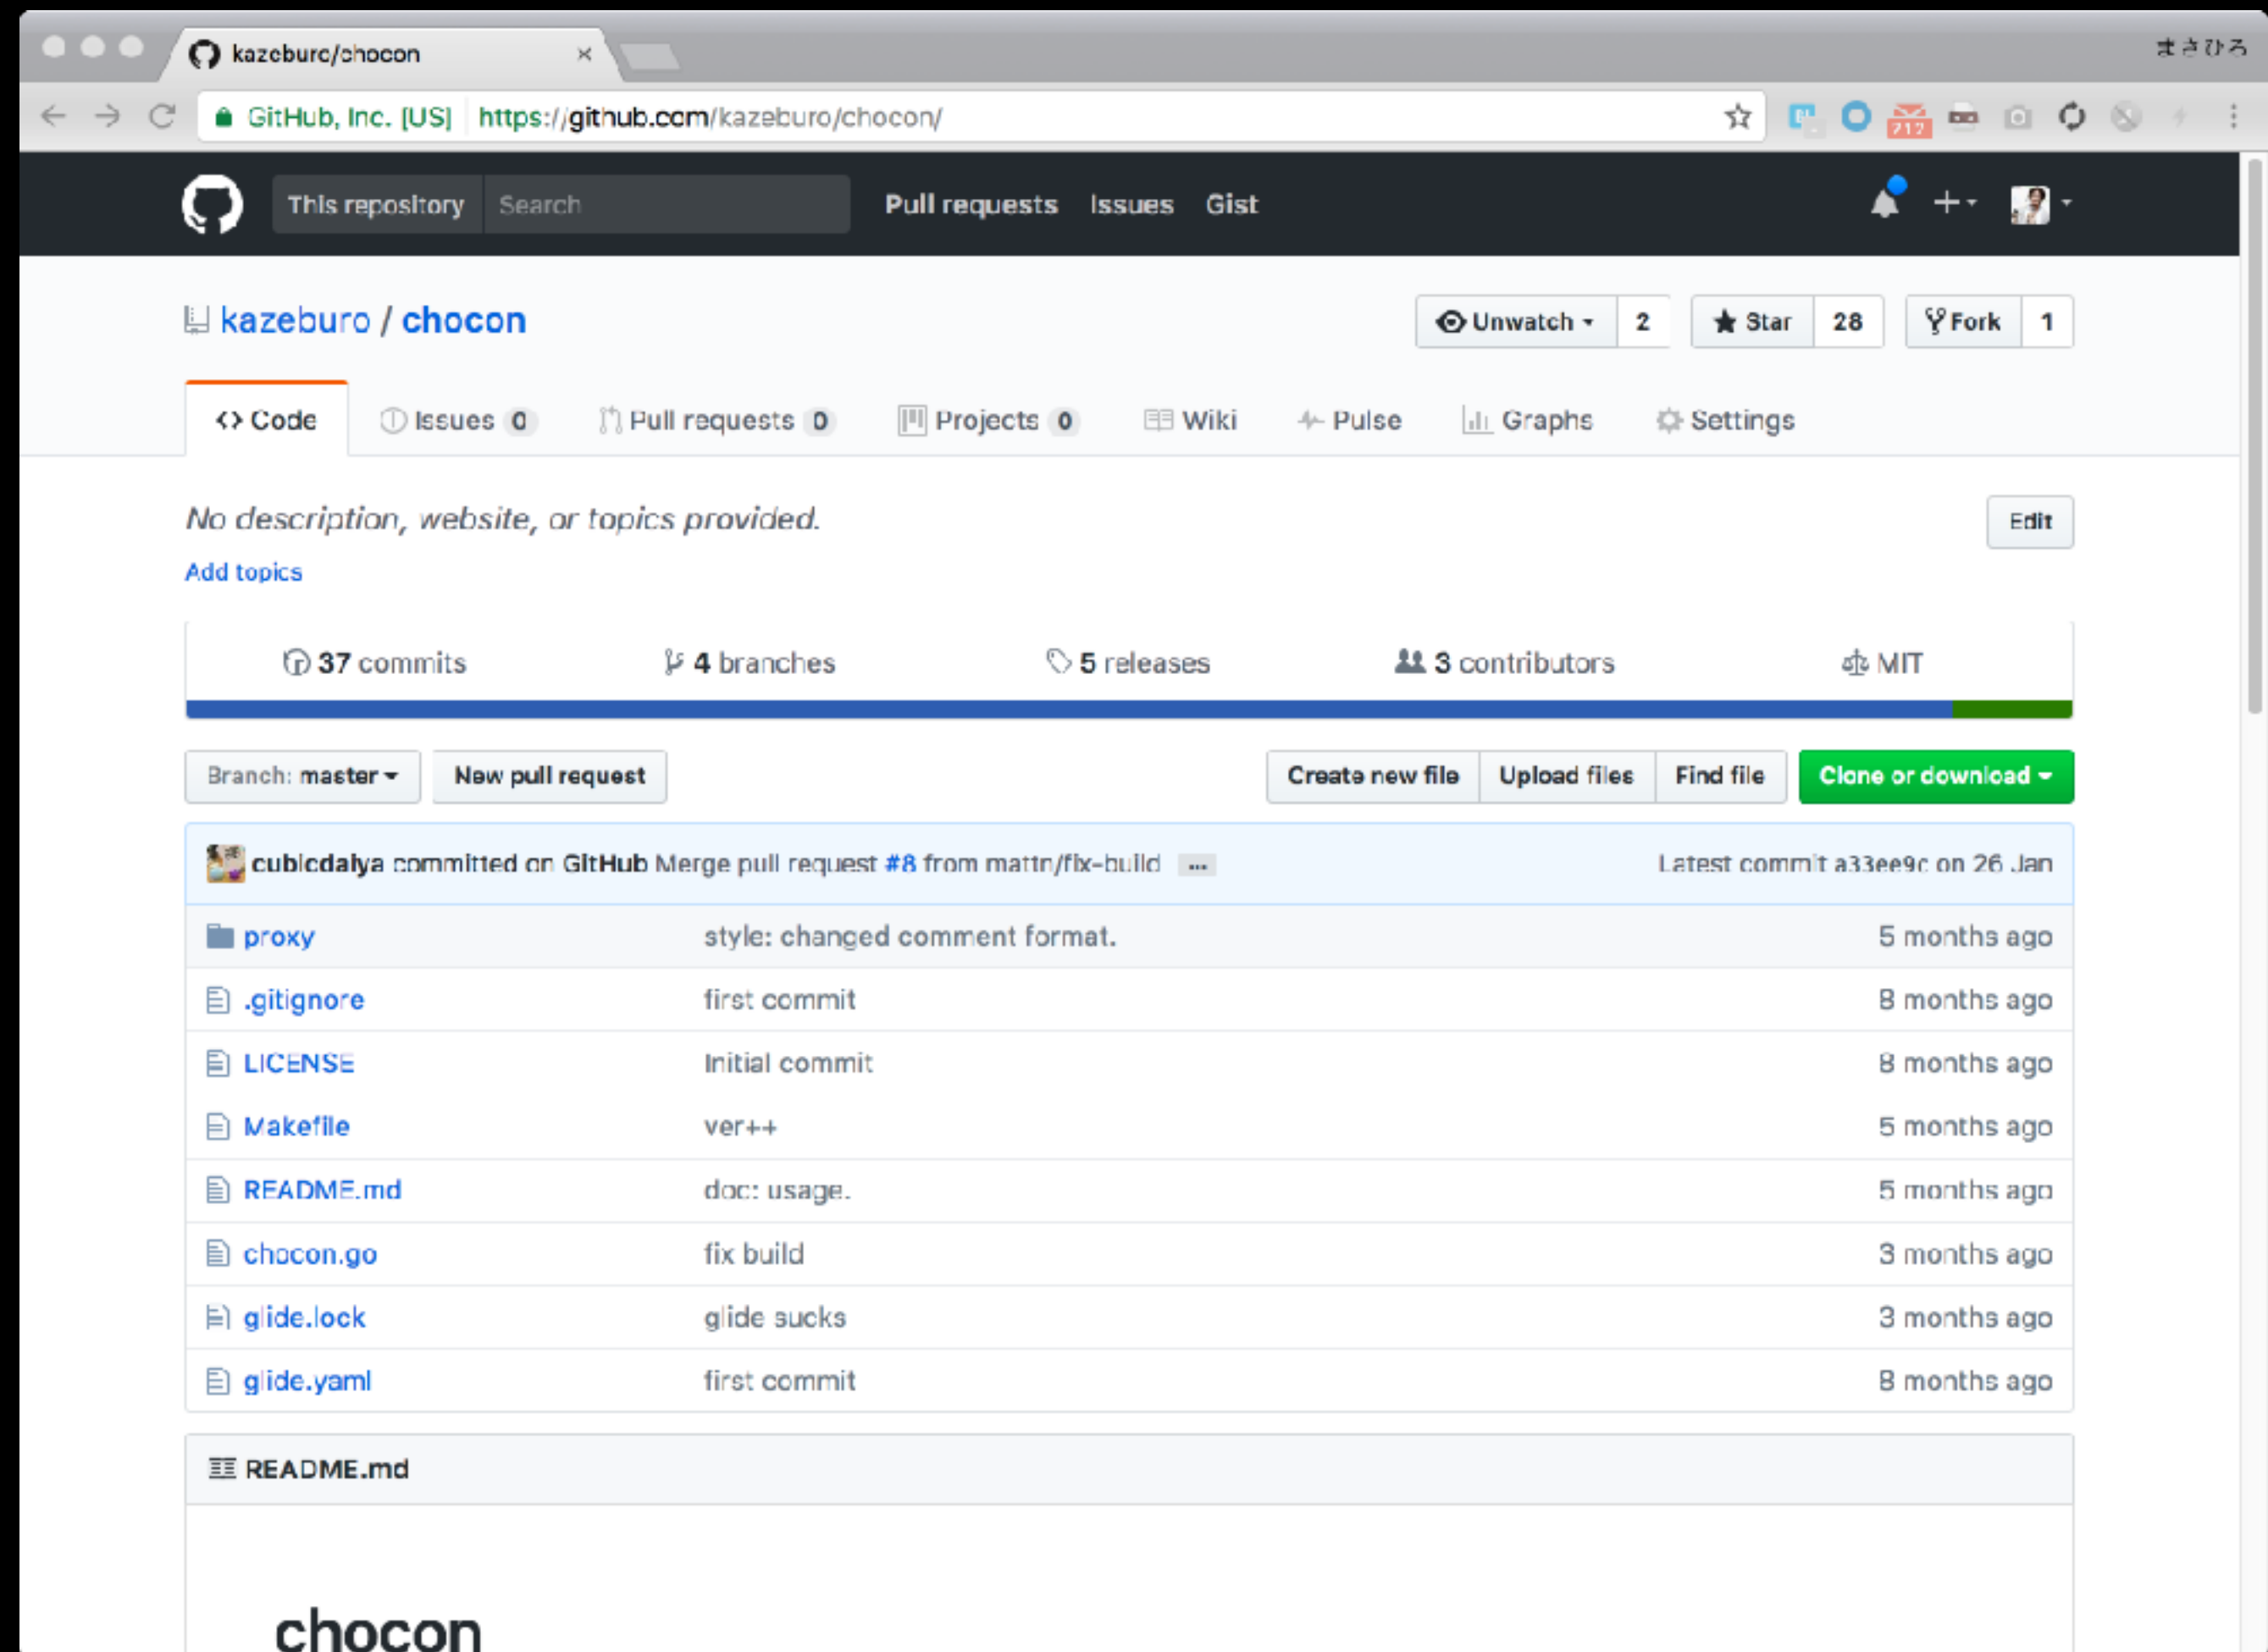 kazeburo/chocon × まさひろ
GitHub, Inc. [US] https://github.com/kazeburo/chocon/ 212
This repository Search Pull requests Issues Gist
kazeburo / chocon Unwatch 2 Star 28 Fork 1
Code Issues 0 Pull requests 0 Projects 0 Wiki Pulse Graphs Settings
No description, website, or topics provided. Edit
Add topics
37 commits 4 branches 5 releases 3 contributors MIT
Branch: master New pull request Create new file Upload files Find file Clone or download
cubicdaiya committed on GitHub Merge pull request #8 from mattn/fix-build ... Latest commit a33ee9c on 26 Jan
proxy style: changed comment format. 5 months ago
.gitignore first commit 8 months ago
LICENSE Initial commit 8 months ago
Makefile ver++ 5 months ago
README.md doc: usage. 5 months ago
chocon.go fix build 3 months ago
glide.lock glide sucks 3 months ago
glide.yaml first commit 8 months ago
README.md
chocon